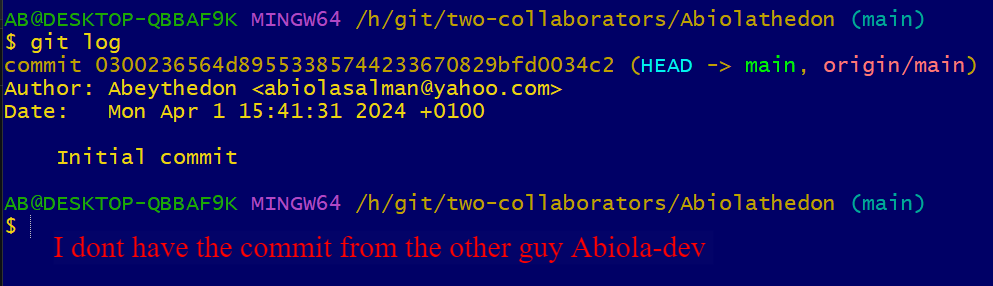 AB@DESKTOP-QBBAF9K MINGW64 /h/git/two-collaborators/Abiolathedon (main)
$ git log
commit 0300236564d89553385744233670829bfd0034c2 (HEAD -> main, origin/main)
Author: Abeythedon <abiolasalman@yahoo.com>
Date:   Mon Apr 1 15:41:31 2024 +0100
    Initial commit
AB@DESKTOP-QBBAF9K MINGW64 /h/git/two-collaborators/Abiolathedon (main)
$
I dont have the commit from the other guy Abiola-dev